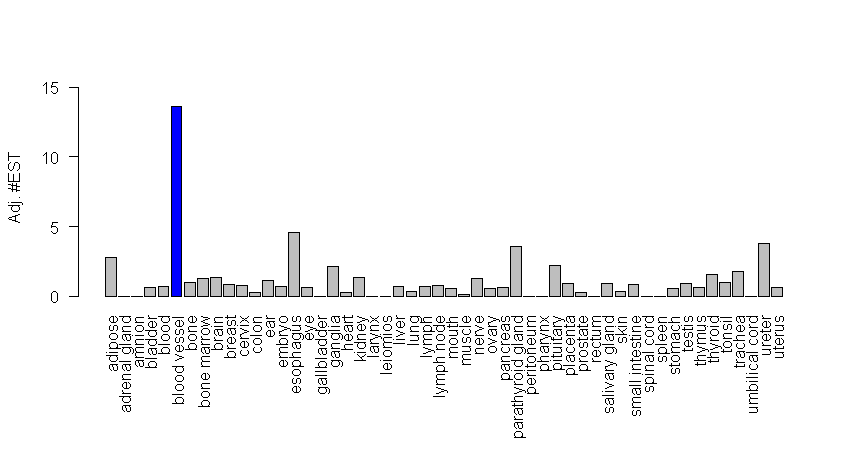 Adj. #EST
15
10
5
0
adipose
adrenal gland
amnion
bladder
blood
blood vessel
bone
bone marrow
brain
breast
cervix
colon
ear
embryo
esophagus
eye
gallbladder
ganglia
heart
kidney
larynx
leiomios
liver
lung
lymph
lymph node
mouth
muscle
nerve
ovary
pancreas
parathyroid gland
peritoneum
pharynx
pituitary
placenta
prostate
rectum
salivary gland
skin
small intestine
spinal cord
spleen
stomach
testis
thymus
thyroid
tonsil
trachea
umbilical cord
ureter
uterus